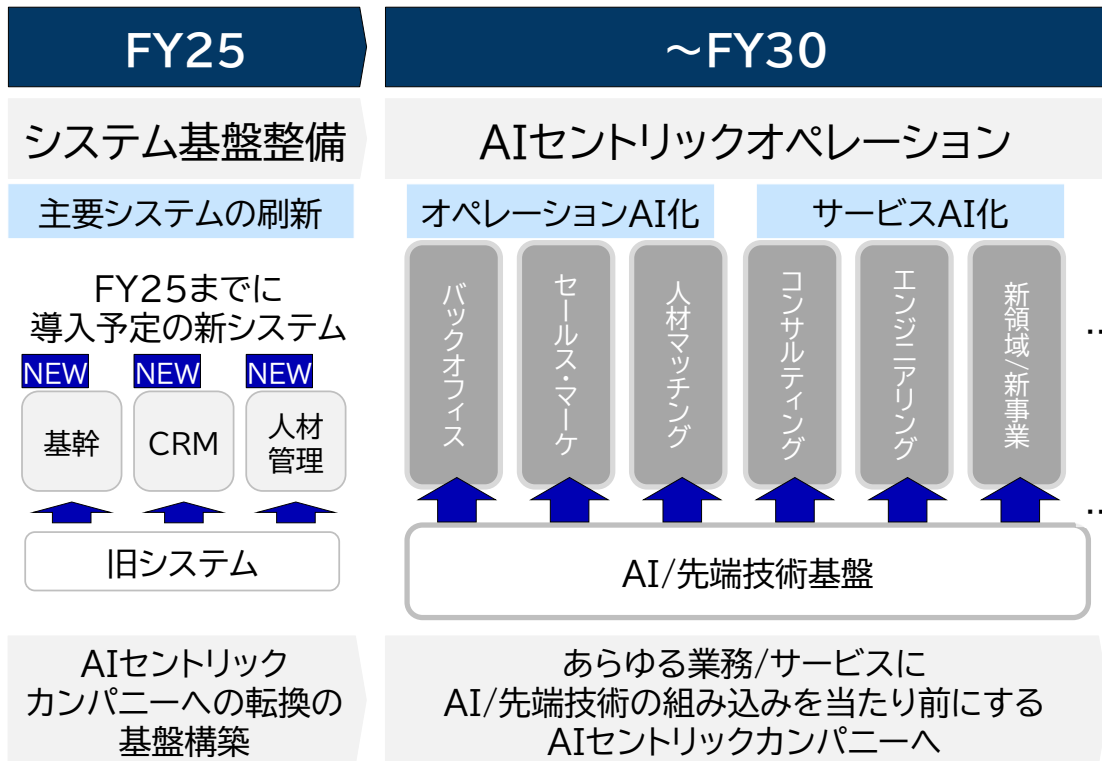 FY25
～FY30
システム基盤整備
AIセントリックオペレーション
主要システムの刷新
オペレーションAI化
サービスAI化
FY25までに
導入予定の新システム
NEW
NEW
NEW
基幹
CRM
人材
管理
旧システム
バックオフィス
セールス・マーケ
人材マッチング
コンサルティング
エンジニアリング
新領域/新事業
…
…
AI/先端技術基盤
AIセントリック
カンパニーへの転換の
基盤構築
あらゆる業務/サービスに
AI/先端技術の組み込みを当たり前にする
AIセントリックカンパニーへ